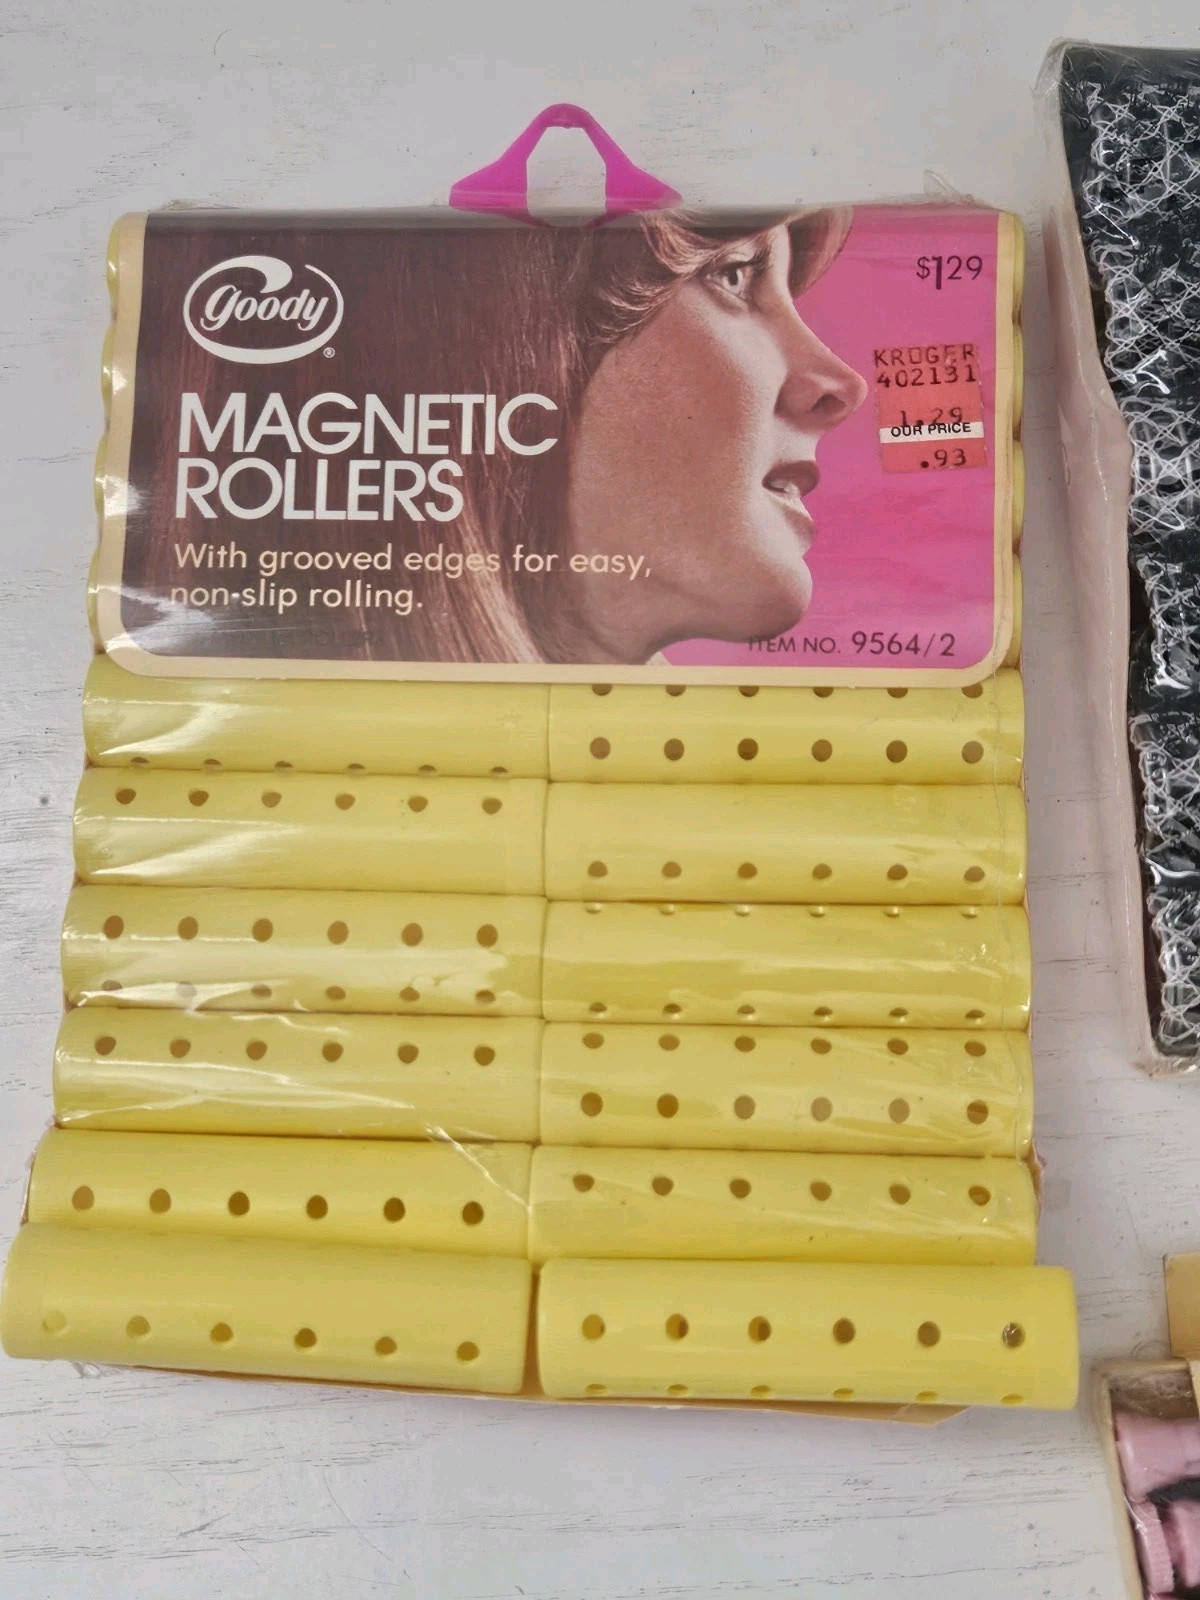 goody®
MAGNETIC
ROLLERS
With grooved edges for easy,
non-slip rolling.
$1.29
KROGER
402131
1.29
OUR PRICE
.93
ITEM NO. 9564/2